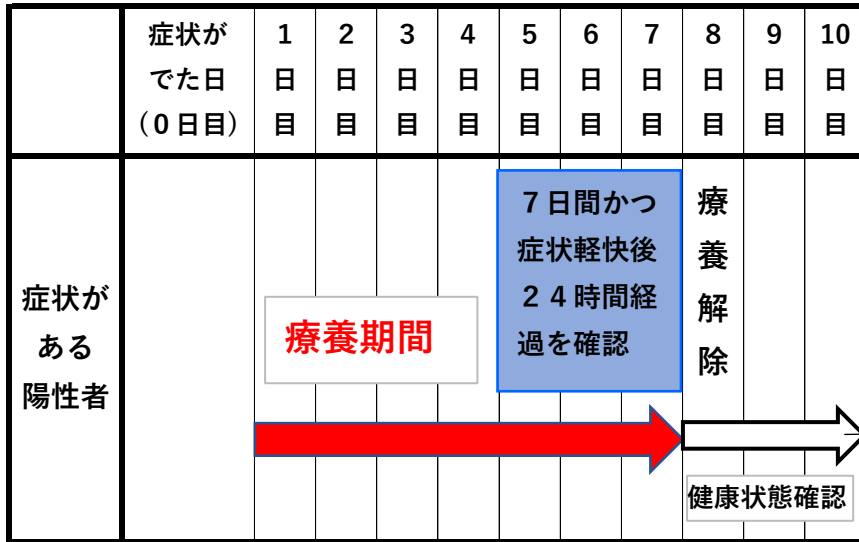 症状が
でた日
（０日目）
1
日
目
2
日
目
3
日
目
4
日
目
5
日
目
6
日
目
7
日
目
8
日
目
9
日
目
10
日
目
症状が
ある
陽性者
療養期間
７日間かつ
症状軽快後
２４時間経
過を確認
療
養
解
除
健康状態確認